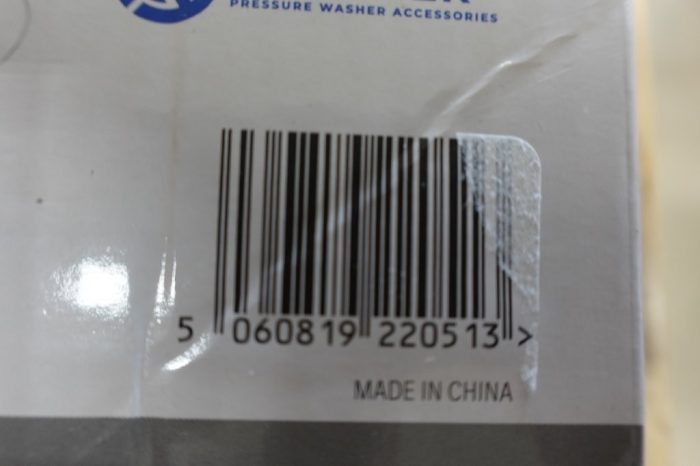 PRESSURE WASHER ACCESSORIES
5 060819 220513 >
MADE IN CHINA